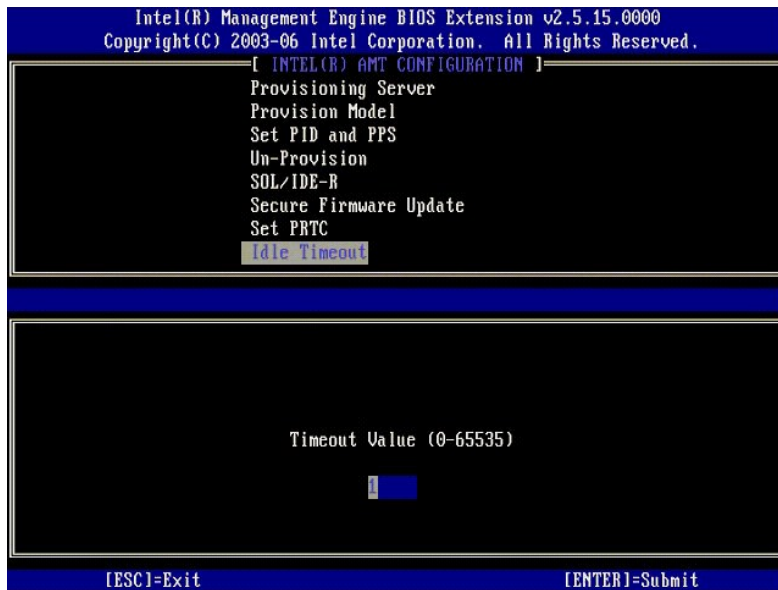 Intel(R) Management Engine BIOS Extension v2.5.15.0000
Copyright(C) 2003-06 Intel Corporation. All Rights Reserved.
[ INTEL(R) AMT CONFIGURATION ]
Provisioning Server
Provision Model
Set PID and PPS
Un-Provision
SOL/IDE-R
Secure Firmware Update
Set PRTC
Idle Timeout
Timeout Value (0-65535)
1
[ESC]=Exit [ENTER]=Submit